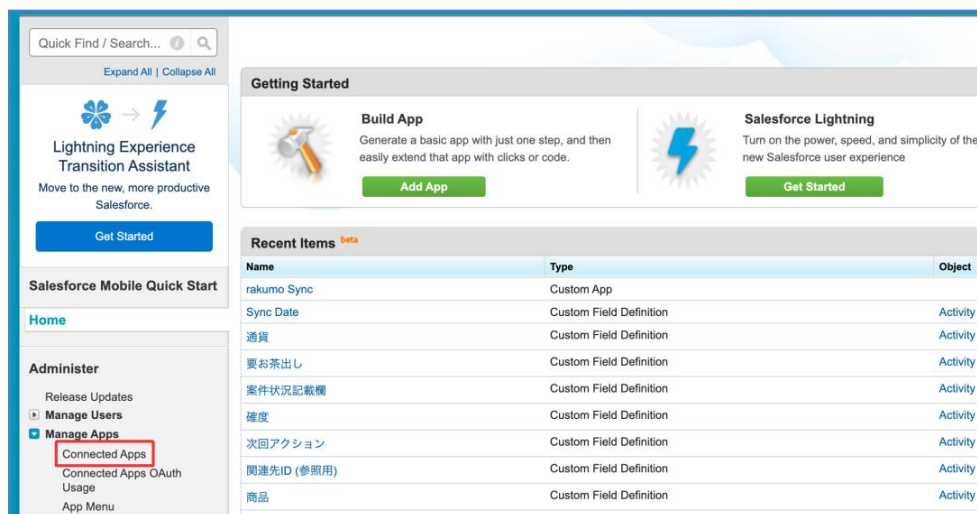 Quick Find / Search...
Expand All | Collapse All
Lightning Experience
Transition Assistant
Move to the new, more productive
Salesforce.
Get Started
Salesforce Mobile Quick Start
Home
Administer
Release Updates
Manage Users
Manage Apps
Connected Apps
Connected Apps OAuth
Usage
App Menu
Getting Started
Build App
Generate a basic app with just one step, and then
easily extend that app with clicks or code.
Add App
Salesforce Lightning
Turn on the power, speed, and simplicity of the
new Salesforce user experience
Get Started
Recent Items beta
Name Type Object
rakumo Sync Custom App
Sync Date Custom Field Definition Activity
通貨 Custom Field Definition Activity
要お茶出し Custom Field Definition Activity
案件状況記載欄 Custom Field Definition Activity
確度 Custom Field Definition Activity
次回アクション Custom Field Definition Activity
関連先ID (参照用) Custom Field Definition Activity
商品 Custom Field Definition Activity